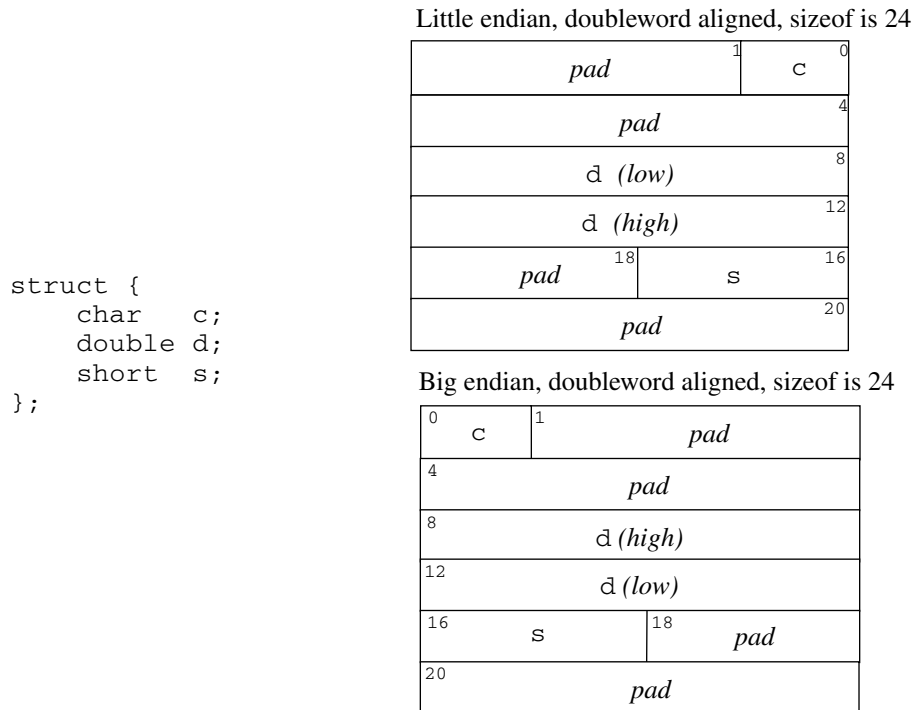 struct {
    char   c;
    double d;
    short  s;
};
Little endian, doubleword aligned, sizeof is 24
pad 1 c 0
pad 4
d (low) 8
d (high) 12
pad 18 s 16
pad 20
Big endian, doubleword aligned, sizeof is 24
0 c 1 pad
4 pad
8 d (high)
12 d (low)
16 s 18 pad
20 pad